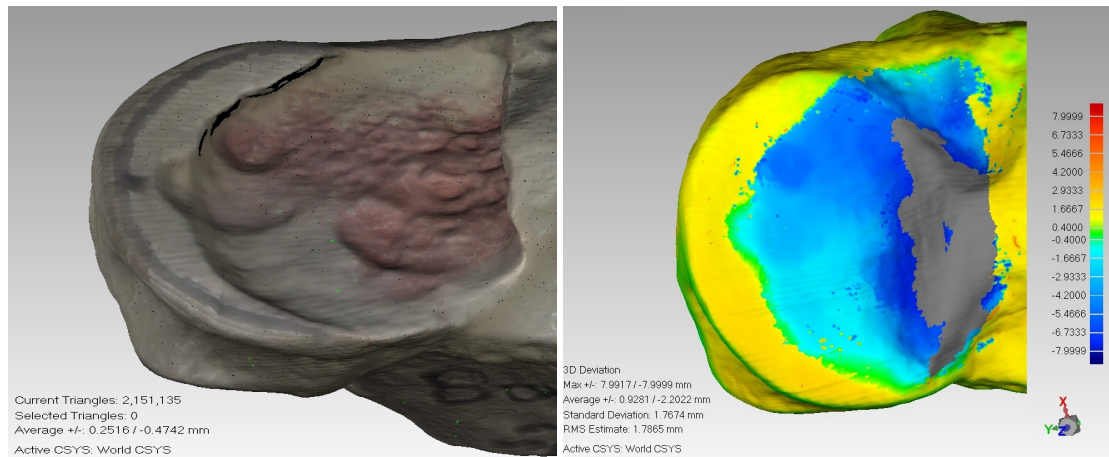 Current Triangles: 2,151,135
Selected Triangles: 0
Average +/-: 0.2516 / -0.4742 mm
Active CSYS: World CSYS
3D Deviation
Max +/-: 7.9917 / -7.9999 mm
Average +/-: 0.9281 / -2.2022 mm
Standard Deviation: 1.7674 mm
RMS Estimate: 1.7865 mm
Active CSYS: World CSYS
7.9999
6.7333
5.4666
4.2000
2.9333
1.6667
0.4000
-0.4000
-1.6667
-2.9333
-4.2000
-5.4666
-6.7333
-7.9999
X
Y
Z